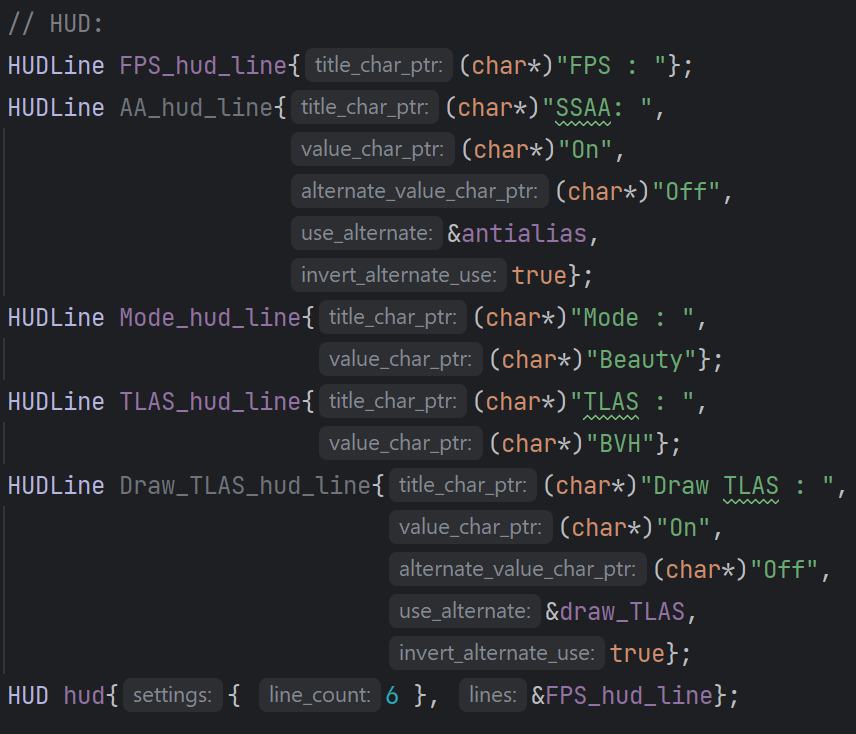 // HUD:
HUDLine FPS_hud_line{ title_char_ptr: (char*)"FPS : "};
HUDLine AA_hud_line{ title_char_ptr: (char*)"SSAA: ",
value_char_ptr: (char*)"On",
alternate_value_char_ptr: (char*)"Off",
use_alternate: &antialias,
invert_alternate_use: true};
HUDLine Mode_hud_line{ title_char_ptr: (char*)"Mode : ",
value_char_ptr: (char*)"Beauty"};
HUDLine TLAS_hud_line{ title_char_ptr: (char*)"TLAS : ",
value_char_ptr: (char*)"BVH"};
HUDLine Draw_TLAS_hud_line{ title_char_ptr: (char*)"Draw TLAS : ",
value_char_ptr: (char*)"On",
alternate_value_char_ptr: (char*)"Off",
use_alternate: &draw_TLAS,
invert_alternate_use: true};
HUD hud{ settings: { line_count: 6 }, lines: &FPS_hud_line};